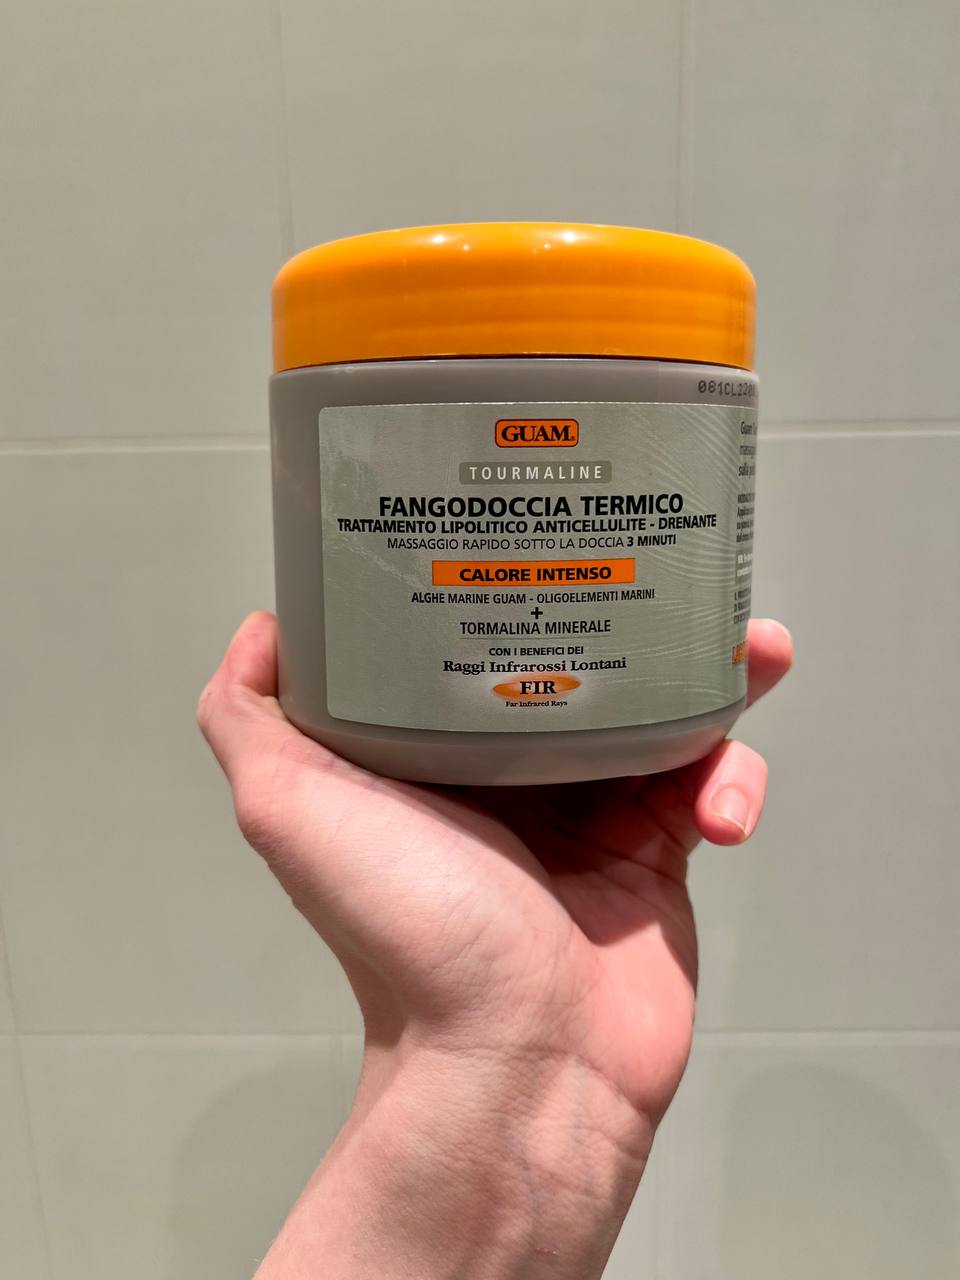 GUAM
TOURMALINE
FANGODOCCIA TERMICO
TRATTAMENTO LIPOLITICO ANTICELLULITE - DRENANTE
MASSAGGIO RAPIDO SOTTO LA DOCCIA 3 MINUTI
CALORE INTENSO
ALGHE MARINE GUAM - OLIGOELEMENTI MARINI
+
TORMALINA MINERALE
CON I BENEFICI DEI
Raggi Infrarossi Lontani
FIR
Far Infrared Rays
Guam